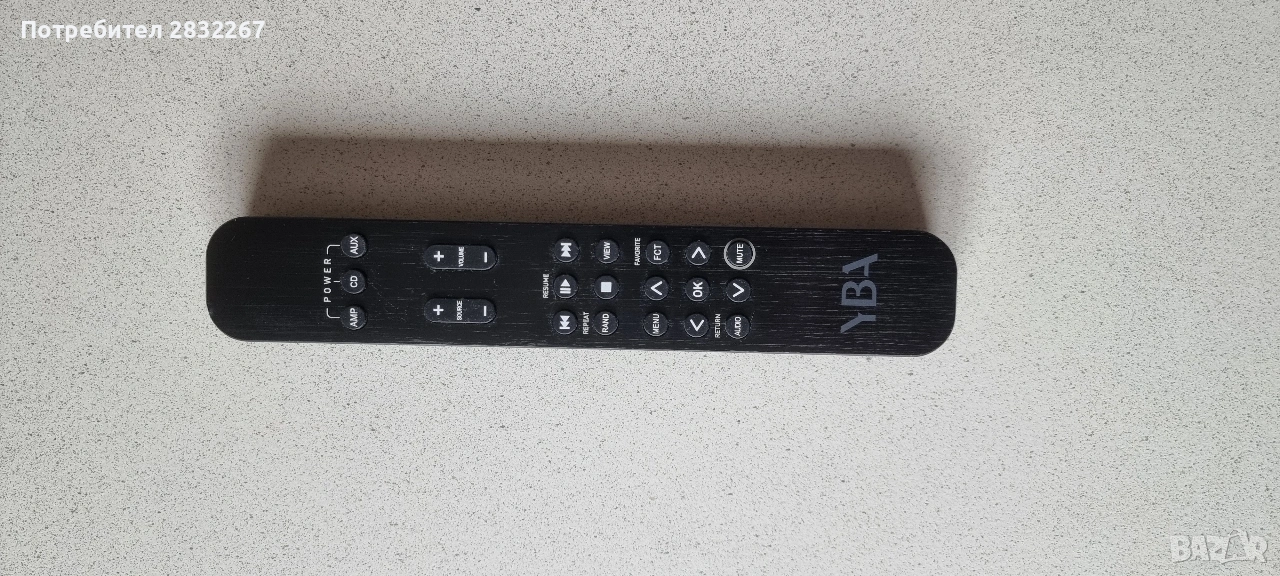 Потребител 2832267
POWER
AMP CD AUX
SOURCE VOLUME
+ +
- -
RESUME
REPEAT
RAND VIEW
FAVORITE
MENU FCT
OK
RETURN
AUDIO MUTE
YBA
BAZAR